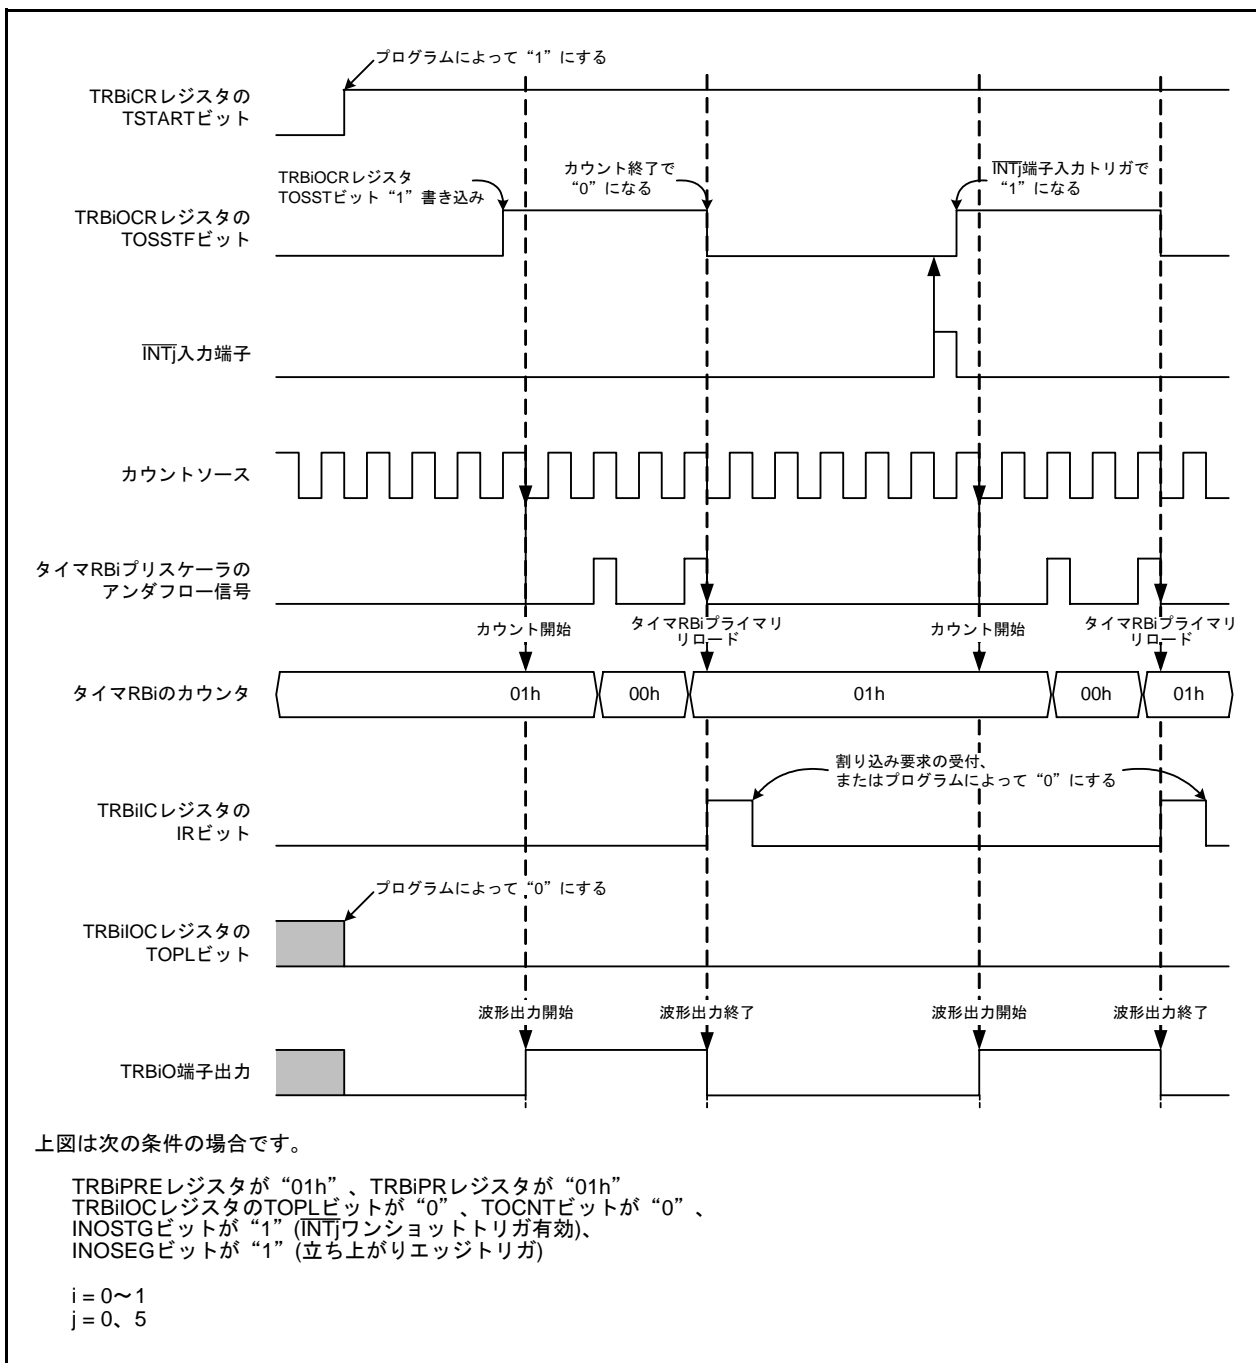 プログラムによって“1”にする
TRBiCRレジスタの
TSTARTビット
TRBiOCRレジスタ
TOSSTビット“1”書き込み
カウント終了で
“0”になる
INTj端子入力トリガで
“1”になる
TRBiOCRレジスタの
TOSSTFビット
INTj入力端子
カウントソース
タイマRBiプリスケーラの
アンダフロー信号
カウント開始
タイマRBiプライマリ
リロード
カウント開始
タイマRBiプライマリ
リロード
タイマRBiのカウンタ
01h
00h
01h
00h
01h
割り込み要求の受付、
またはプログラムによって“0”にする
TRBiICレジスタの
IRビット
プログラムによって“0”にする
TRBiIOCレジスタの
TOPLビット
波形出力開始
波形出力終了
波形出力開始
波形出力終了
TRBiO端子出力
上図は次の条件の場合です。
TRBiPREレジスタが“01h”、TRBiPRレジスタが“01h”
TRBiIOCレジスタのTOPLビットが“0”、TOCNTビットが“0”、
INOSTGビットが“1”(INTjワンショットトリガ有効)、
INOSEGビットが“1”(立ち上がりエッジトリガ)
i = 0～1
j = 0、5